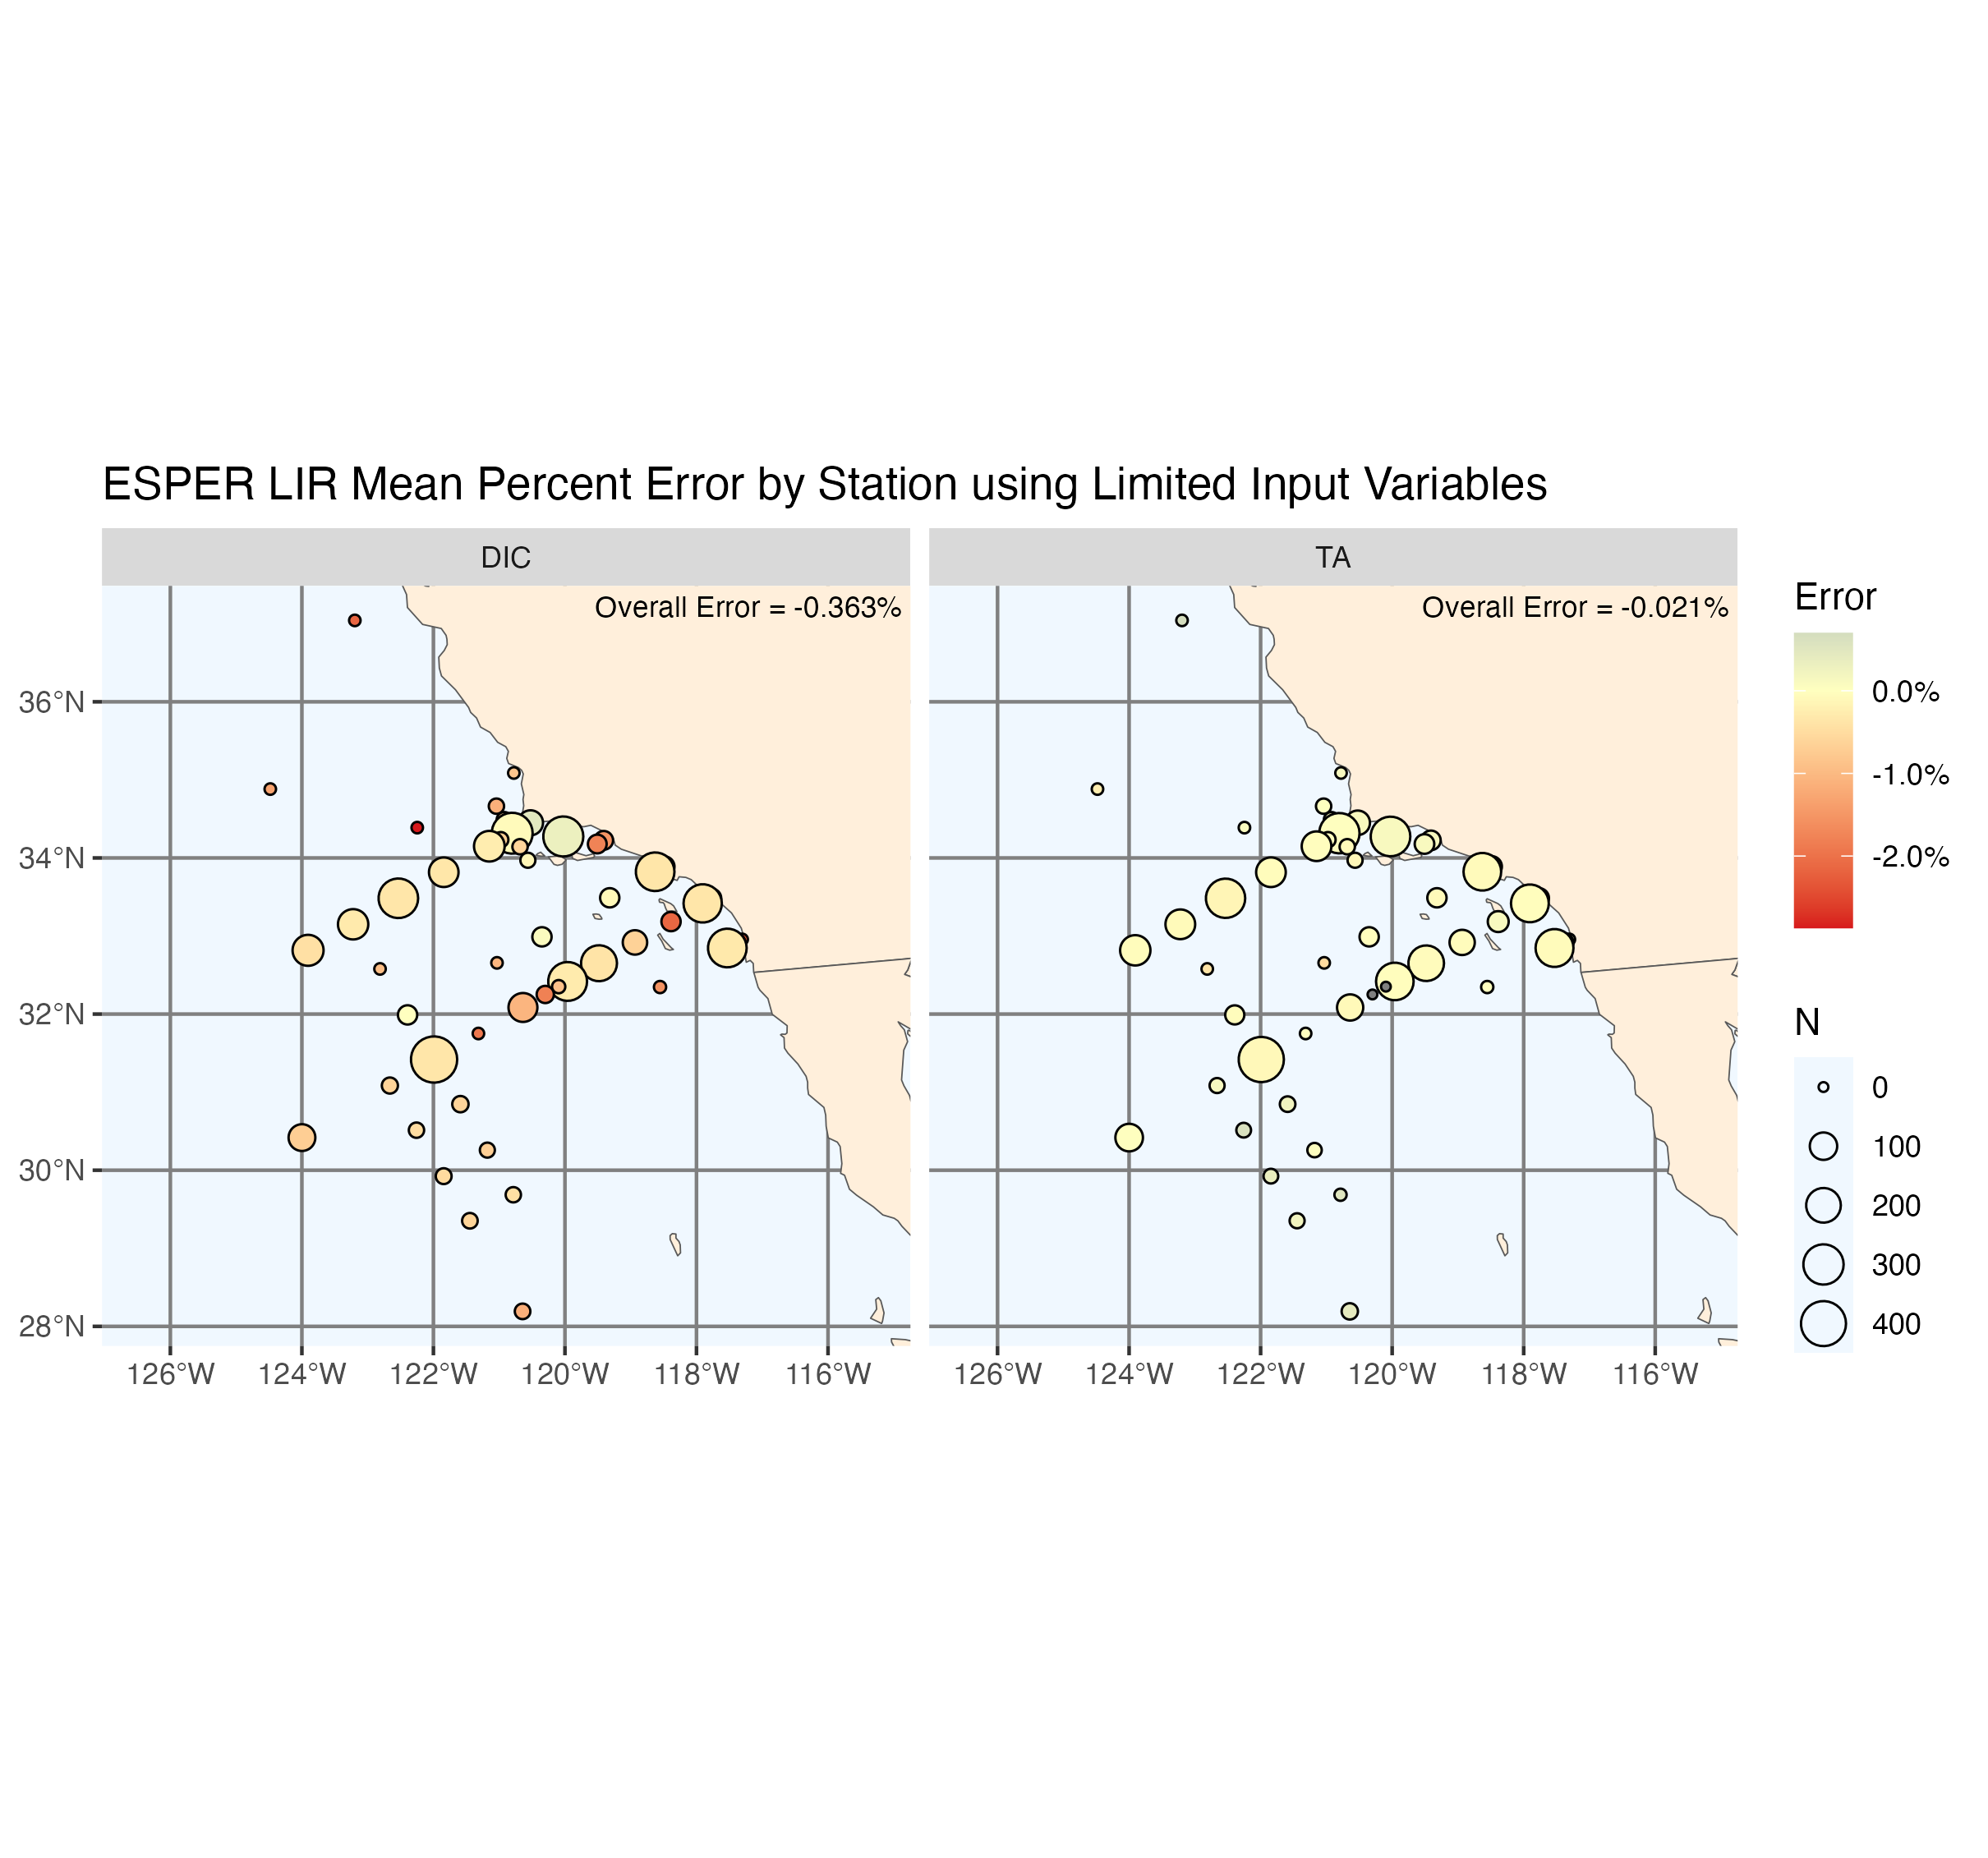 ESPER LIR Mean Percent Error by Station using Limited Input Variables
DIC
TA
Overall Error = -0.363%
Overall Error = -0.021%
36°N
34°N
32°N
30°N
28°N
126°W 124°W 122°W 120°W 118°W 116°W
126°W 124°W 122°W 120°W 118°W 116°W
Error
0.0%
-1.0%
-2.0%
N
0
100
200
300
400